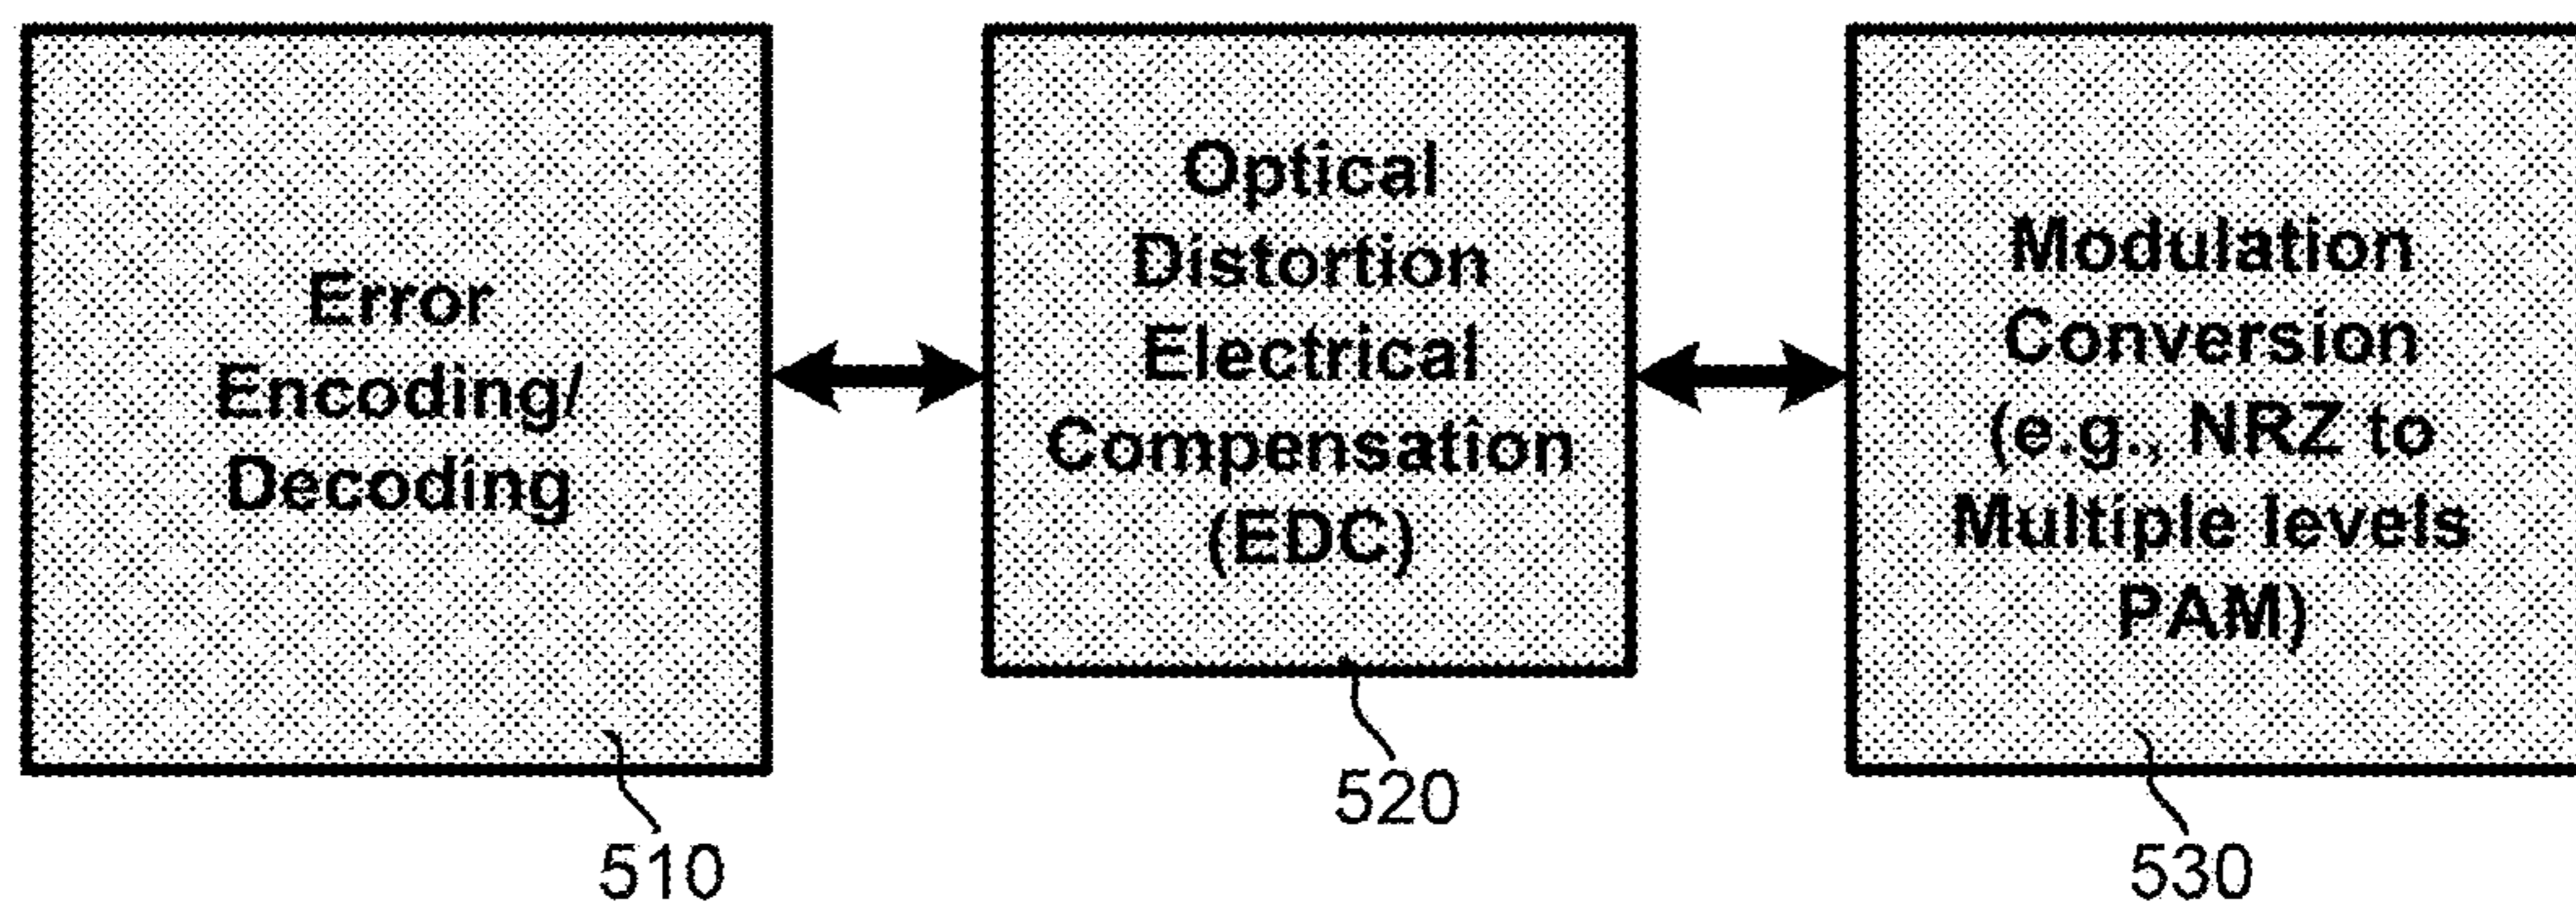 Error
Encoding/
Decoding
510
Optical
Distortion
Electrical
Compensation
(EDC)
520
Modulation
Conversion
(e.g., NRZ to
Multiple levels
PAM)
530